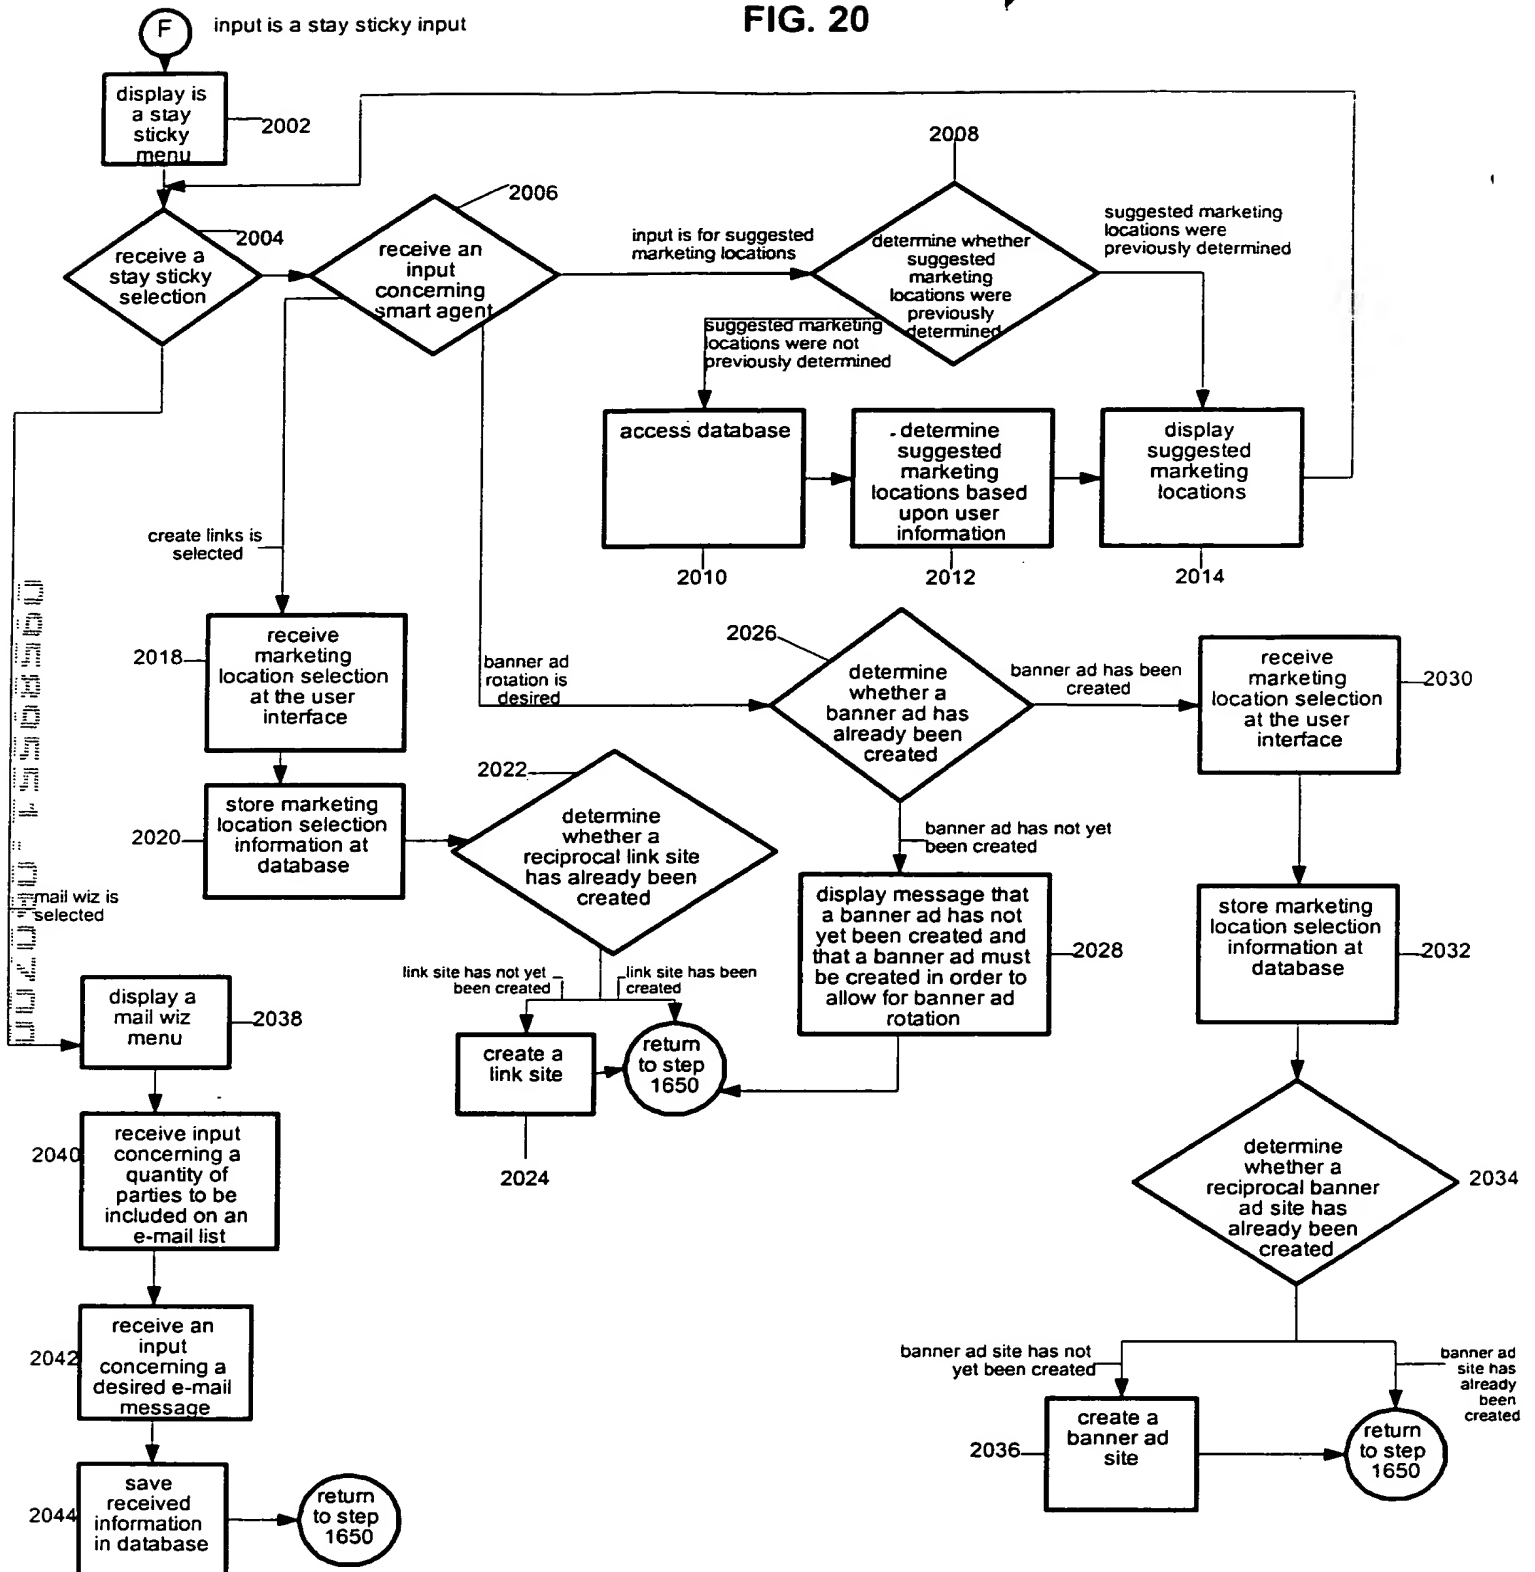 FIG. 20
F
input is a stay sticky input
display is
a stay
sticky
menu
2002
2004
receive a
stay sticky
selection
2006
receive an
input
concerning
smart agent
input is for suggested
marketing locations
2008
determine whether
suggested
marketing
locations were
previously
determined
suggested marketing
locations were
previously determined
suggested marketing
locations were not
previously determined
access database
2010
determine
suggested
marketing
locations based
upon user
information
2012
display
suggested
marketing
locations
2014
create links is
selected
2018
receive
marketing
location selection
at the user
interface
2020
store marketing
location selection
information at
database
banner ad
rotation is
desired
2022
determine
whether a
reciprocal link site
has already been
created
link site has not yet
been created
link site has been
created
create a
link site
2024
return
to step
1650
2026
determine
whether a
banner ad has
already been
created
banner ad has been
created
banner ad has not yet
been created
display message that
a banner ad has not
yet been created and
that a banner ad must
be created in order to
allow for banner ad
rotation
2028
receive
marketing
location selection
at the user
interface
2030
store marketing
location selection
information at
database
2032
determine
whether a
reciprocal banner
ad site has
already been
created
2034
banner ad site has not
yet been created
banner ad
site has
already
been
created
2036
create a
banner ad
site
return
to step
1650
mail wiz is
selected
display a
mail wiz
menu
2038
2040
receive input
concerning a
quantity of
parties to be
included on an
e-mail list
2042
receive an
input
concerning a
desired e-mail
message
2044
save
received
information
in database
return
to step
1650